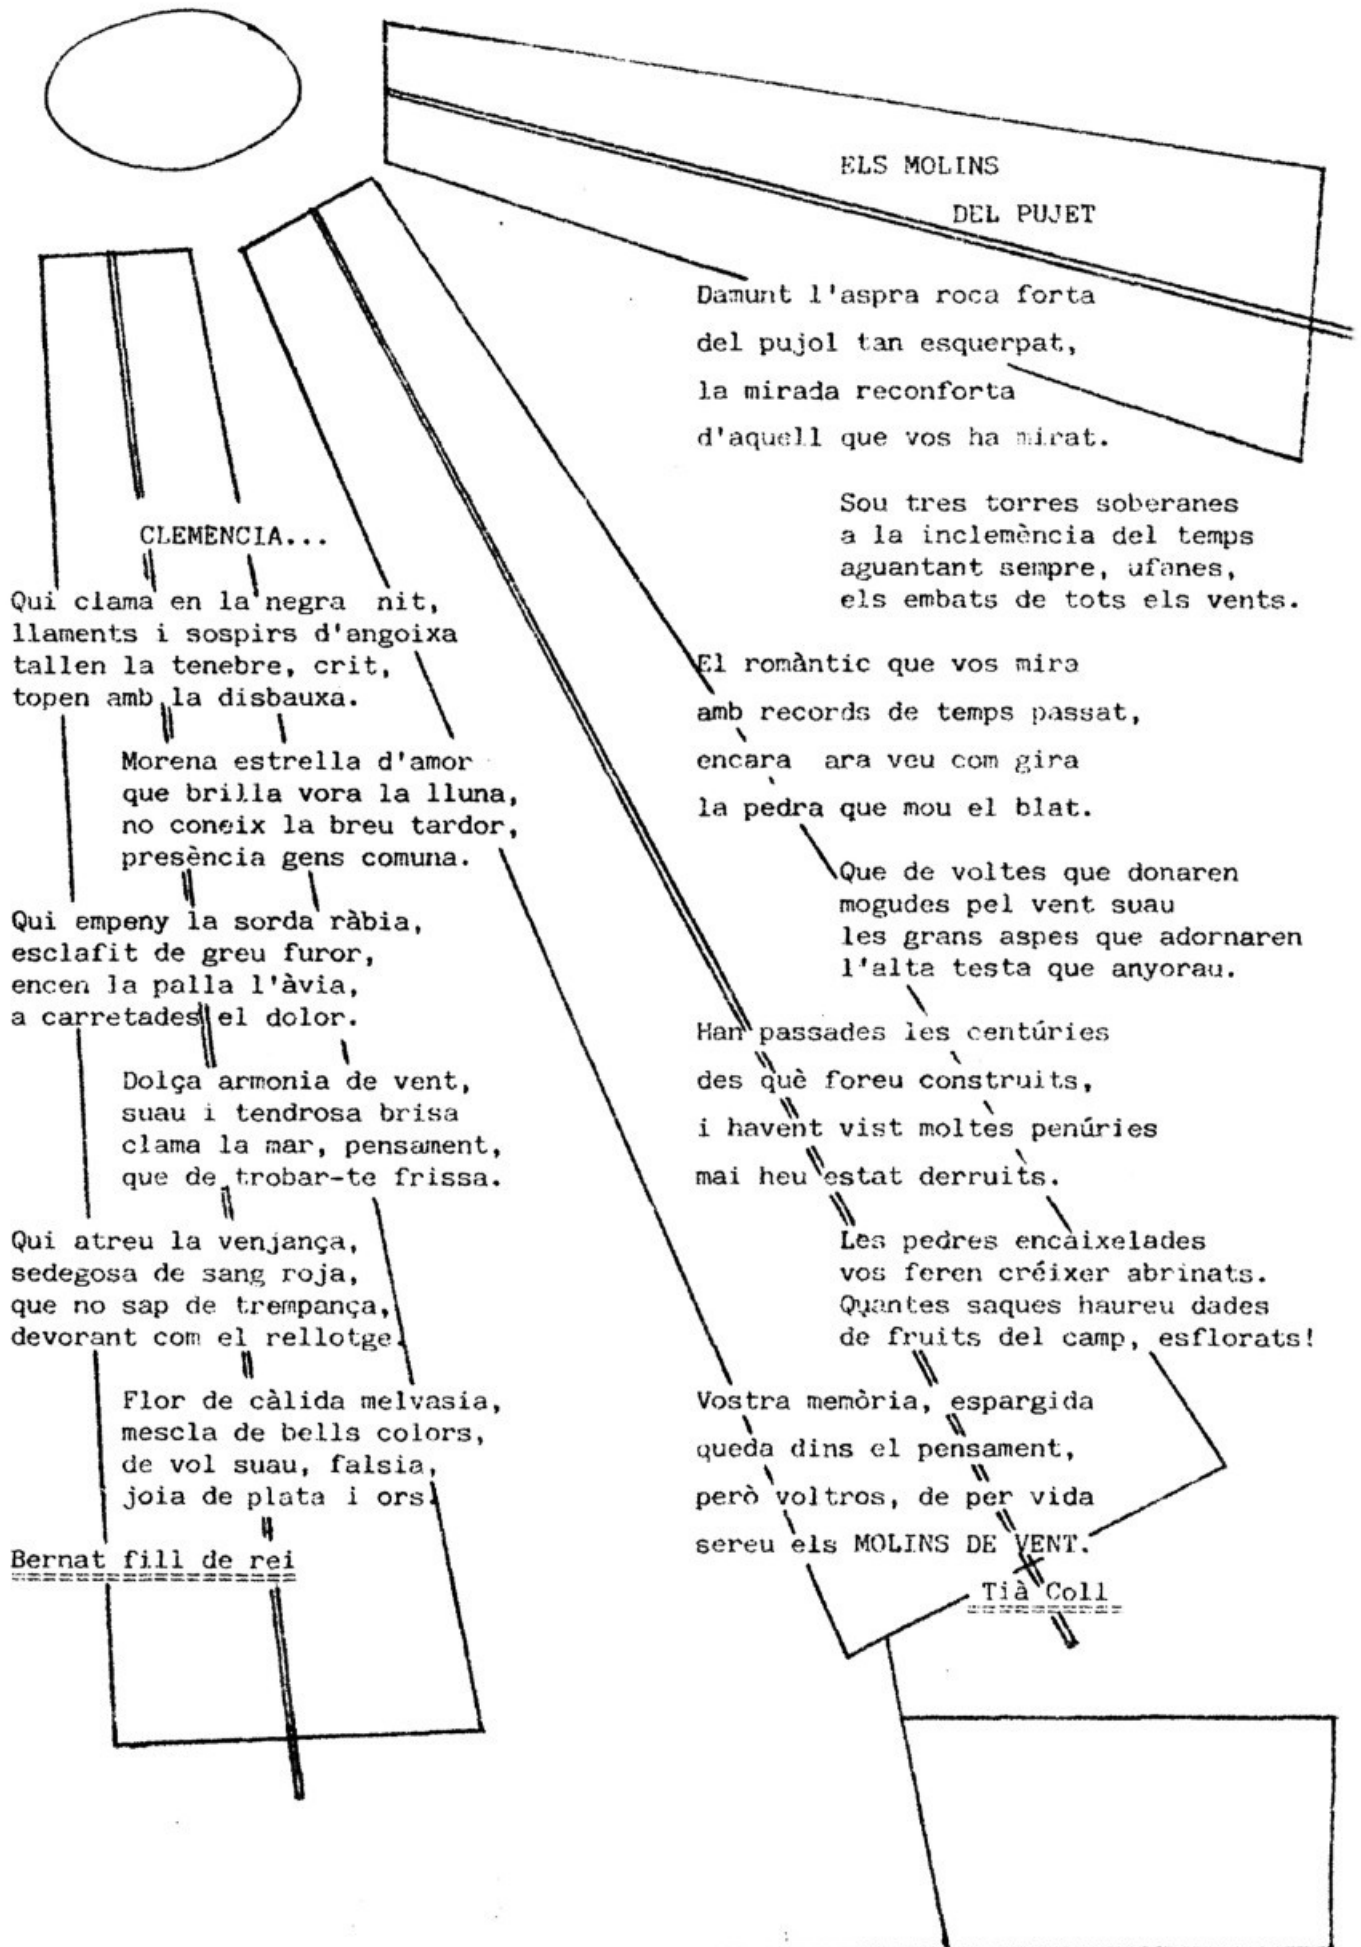 CLEMÈNCIA...
Qui clama en la negra nit,
llaments i sospirs d'angoixa
tallen la tenebre, crit,
topen amb la disbauxa.
Morena estrella d'amor
que brilla vora la lluna,
no coneix la breu tardor,
presència gens comuna.
Qui empeny la sorda ràbia,
esclafit de greu furor,
encen la palla l'àvia,
a carretades el dolor.
Dolça armonia de vent,
suau i tendrosa brisa
clama la mar, pensament,
que de trobar-te frissa.
Qui atreu la venjança,
sedegosa de sang roja,
que no sap de trempança,
devorant com el rellotge.
Flor de càlida melvasia,
mescla de bells colors,
de vol suau, falsia,
joia de plata i ors.
Bernat fill de rei
ELS MOLINS
DEL PUJET
Damunt l'aspra roca forta
del pujol tan esquerpat,
la mirada reconforta
d'aquell que vos ha mirat.
Sou tres torres soberanes
a la inclemència del temps
aguantant sempre, ufanes,
els embats de tots els vents.
El romàntic que vos mira
amb records de temps passat,
encara ara veu com gira
la pedra que mou el blat.
Que de voltes que donaren
mogudes pel vent suau
les grans aspes que adornaren
l'alta testa que anyorau.
Han passades les centúries
des què foreu construits,
i havent vist moltes penúries
mai heu estat derruits.
Les pedres encaixelades
vos feren créixer abrinats.
Quantes saques haureu dades
de fruits del camp, esflorats!
Vostra memòria, espargida
queda dins el pensament,
però voltros, de per vida
sereu els MOLINS DE VENT.
Tià Coll